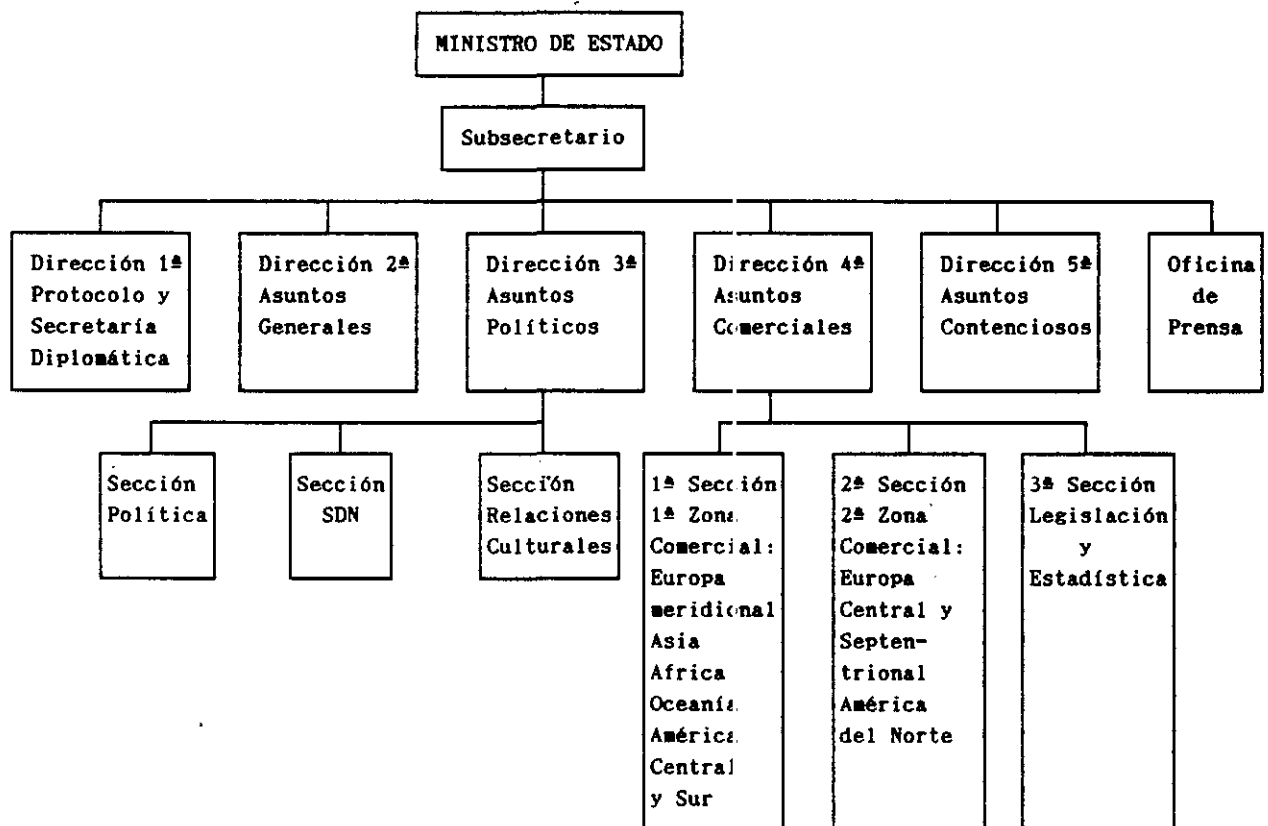 MINISTRO DE ESTADO
Subsecretario
Dirección 1ª
Protocolo y
Secretaría
Diplomática
Dirección 2ª
Asuntos
Generales
Dirección 3ª
Asuntos
Políticos
Dirección 4ª
Asuntos
Comerciales
Dirección 5ª
Asuntos
Contenciosos
Oficina
de
Prensa
Sección
Política
Sección
SDN
Sección
Relaciones
Culturales
1ª Sección
1ª Zona
Comercial:
Europa
meridional
Asia
Africa
Oceanía
América
Central
y Sur
2ª Sección
2ª Zona
Comercial:
Europa
Central y
Septen-
trional
América
del Norte
3ª Sección
Legislación
y
Estadística